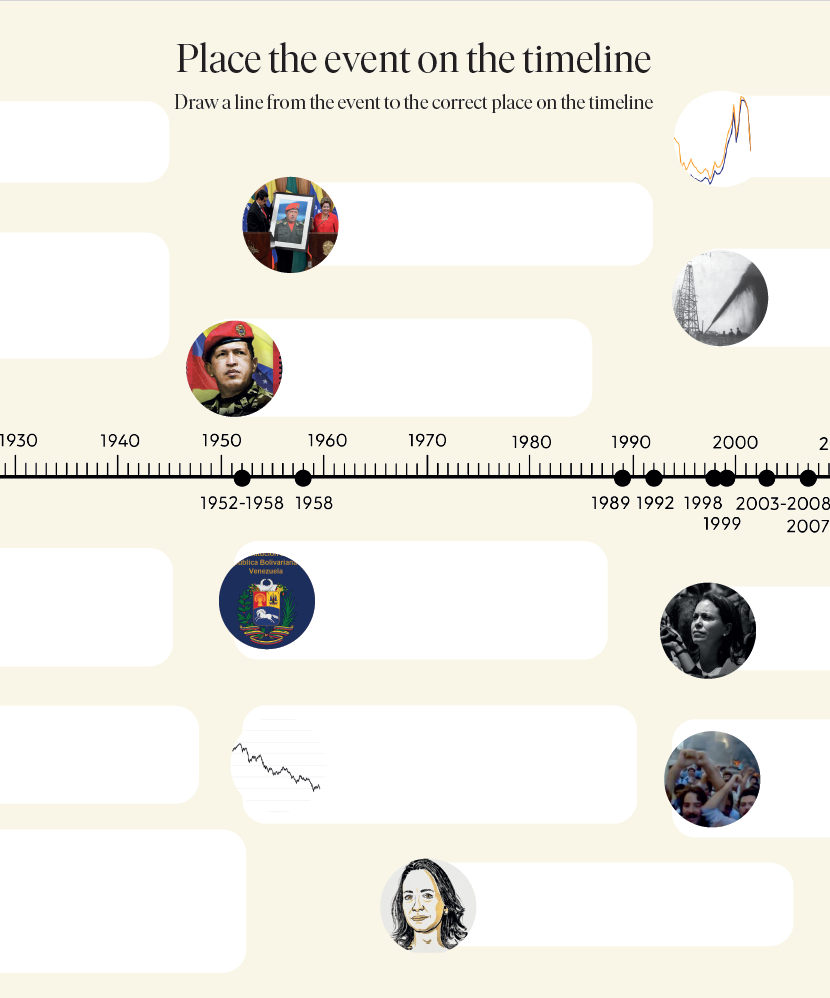 Place the event on the timeline
Draw a line from the event to the correct place on the timeline
1930 1940 1950 1960 1970 1980 1990 2000 2
1952-1958 1958 1989 1992 1998 2003-2008
1999 2007
pública Bolivariana
Venezuela